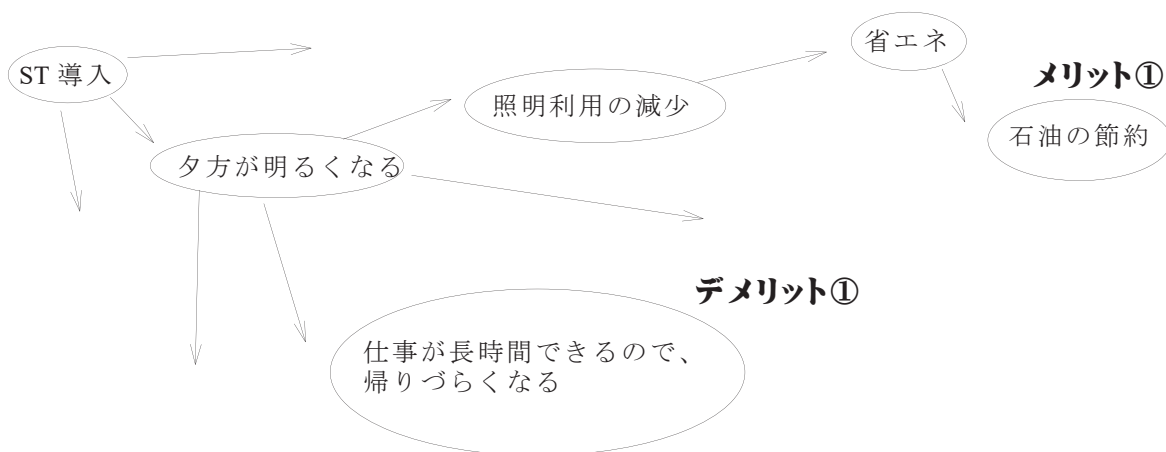 省エネ
ST 導入
メリット①
照明利用の減少
石油の節約
夕方が明るくなる
デメリット①
仕事が長時間できるので、
帰りづらくなる